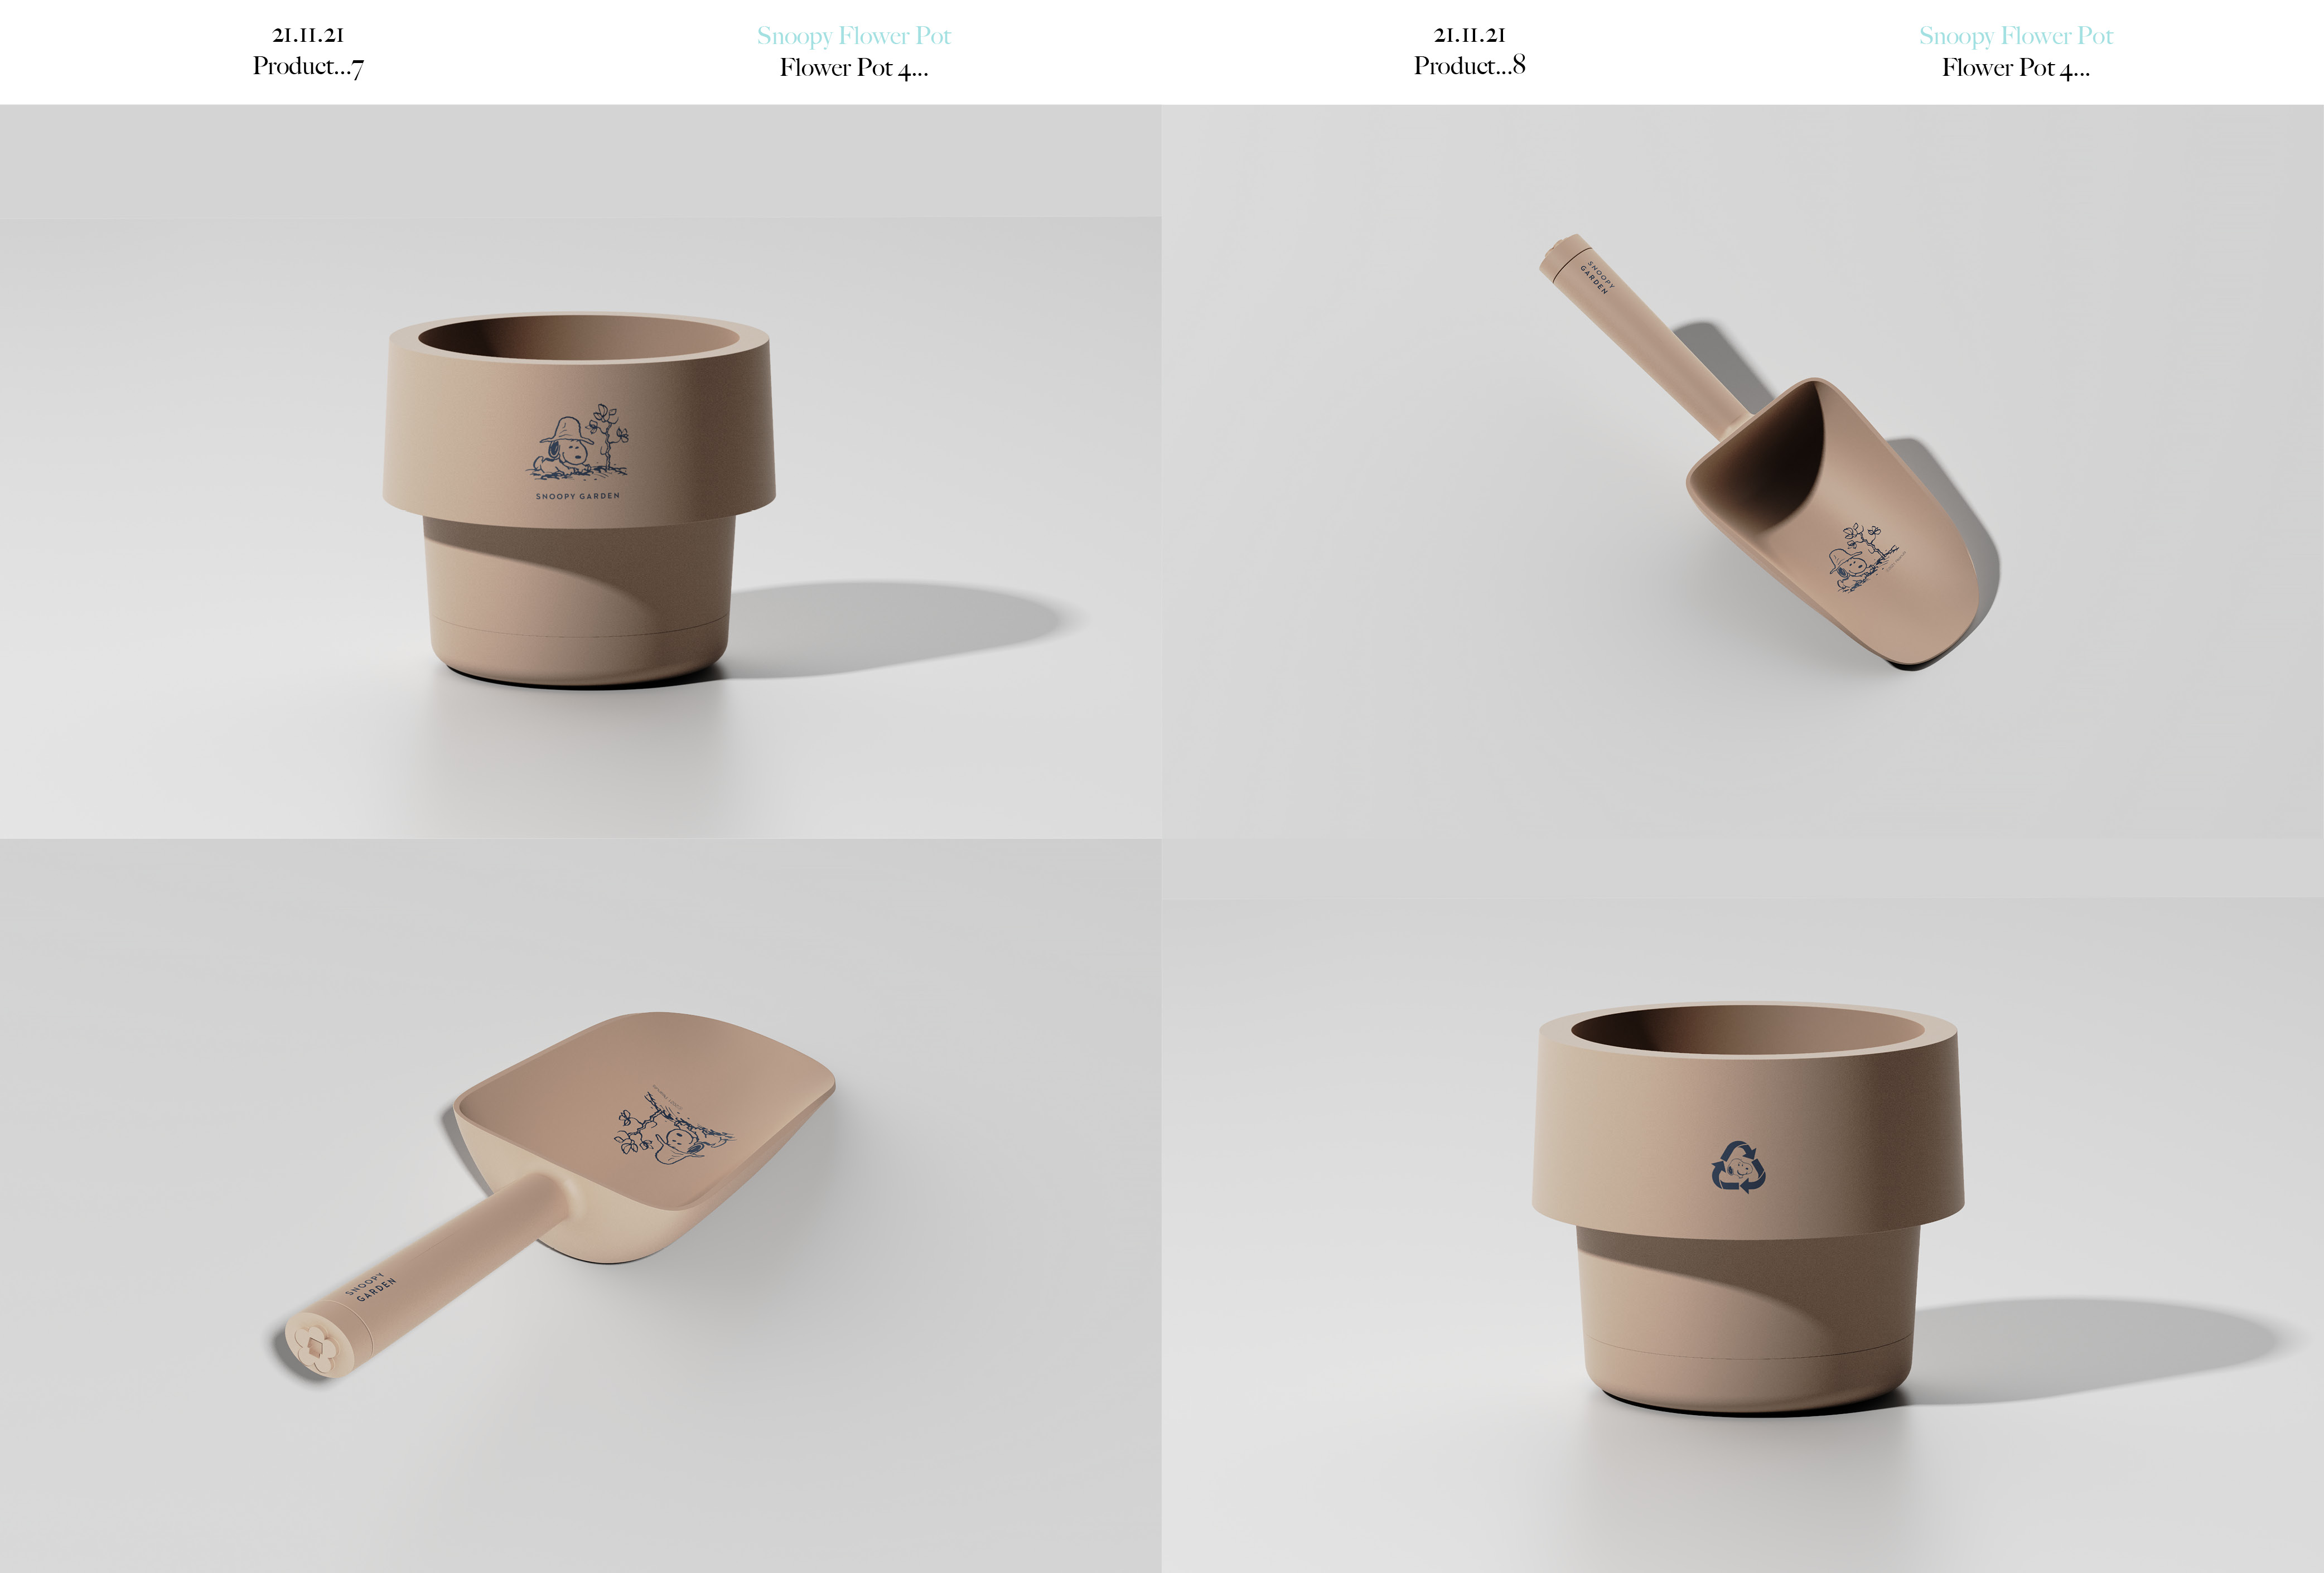 21.11.21
Product...7
Snoopy Flower Pot
Flower Pot 4...
21.11.21
Product...8
Snoopy Flower Pot
Flower Pot 4...
SNOOPY GARDEN
SNOOPY
GARDEN
SNOOPY
GARDEN